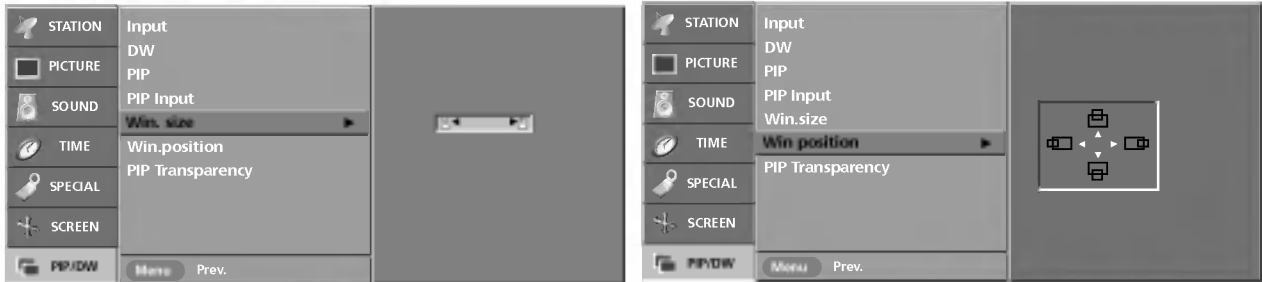 STATION
PICTURE
SOUND
TIME
SPECIAL
SCREEN
PIP/DW
Input
DW
PIP
PIP Input
Win. size
Win.position
PIP Transparency
Menu Prev.
STATION
PICTURE
SOUND
TIME
SPECIAL
SCREEN
PIP/DW
Input
DW
PIP
PIP Input
Win.size
Win position
PIP Transparency
Menu Prev.